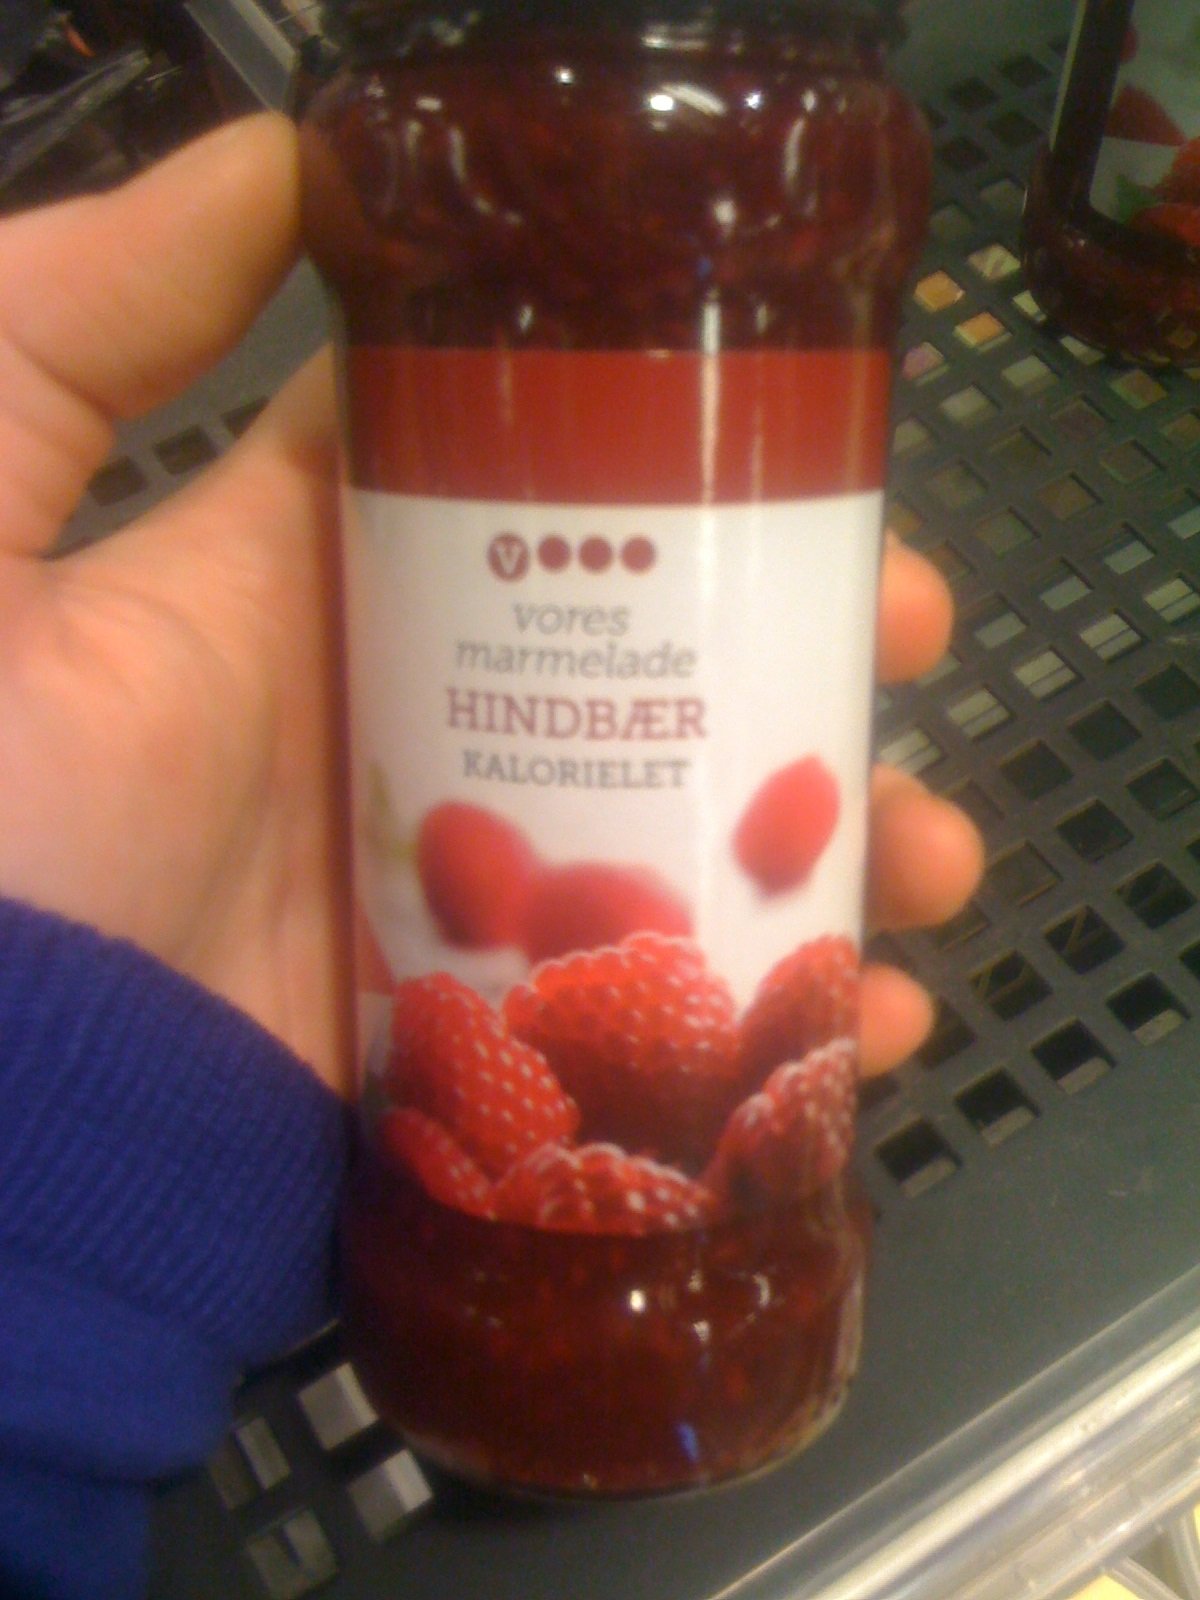 V
vores
marmelade
HINDBÆR
KALORIELET